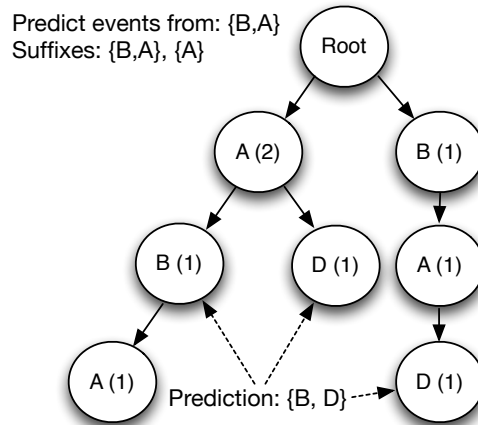 Predict events from: {B,A}
Suffixes: {B,A}, {A}
Root
A (2)
B (1)
B (1)
D (1)
A (1)
A (1)
Prediction: {B, D}
D (1)